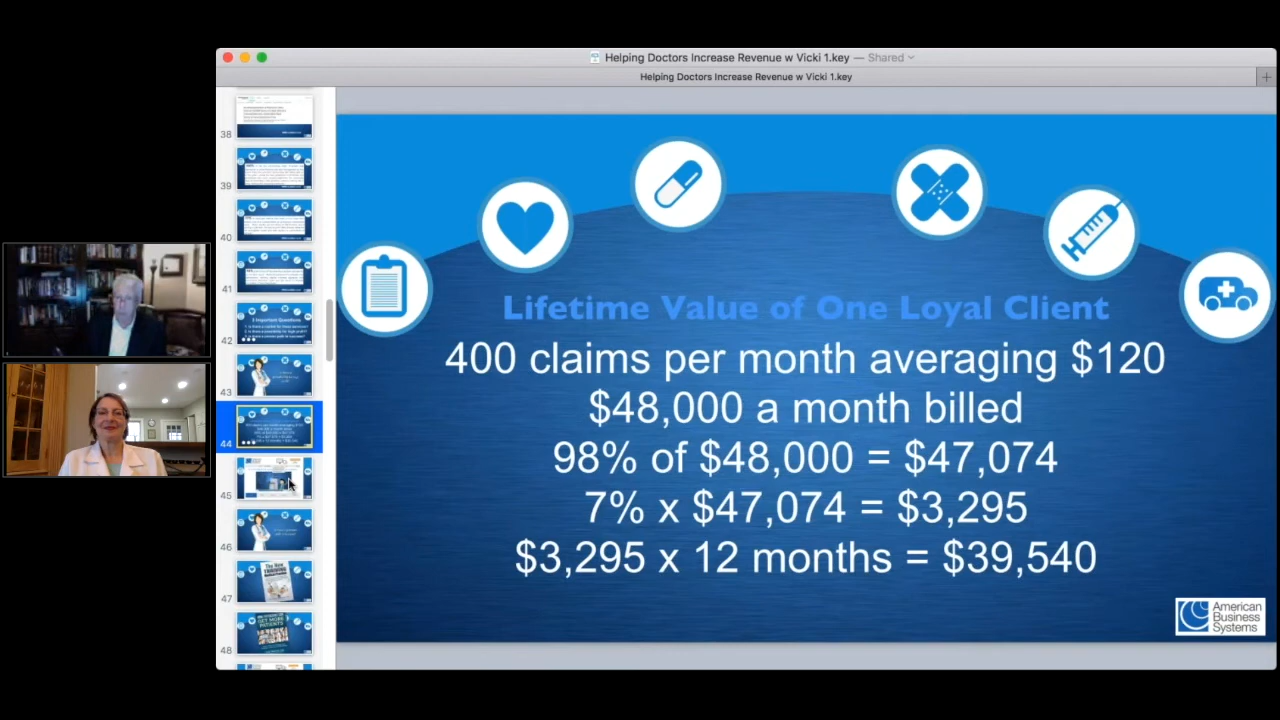 Helping Doctors Increase Revenue w Vicki 1.key — Shared
Helping Doctors Increase Revenue w Vicki 1.key
38
39
40
41
42
43
44
45
46
47
48
2 Important Questions
Lifetime Value of One Loyal Client
400 claims per month averaging $120
$48,000 a month billed
98% of $48,000 = $47,074
7% x $47,074 = $3,295
$3,295 x 12 months = $39,540
American
Business
Systems